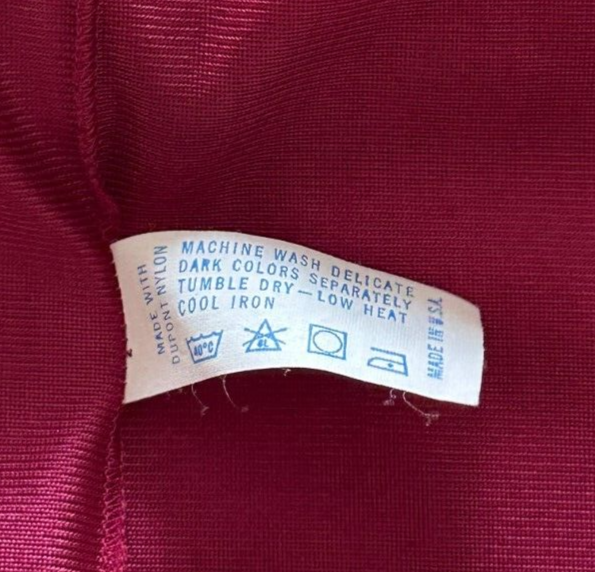 MADE WITH
DUPONT NYLON
MACHINE WASH DELICATE
DARK COLORS SEPARATELY
TUMBLE DRY — LOW HEAT
COOL IRON
40°C
CL
MADE IN U.S.A.